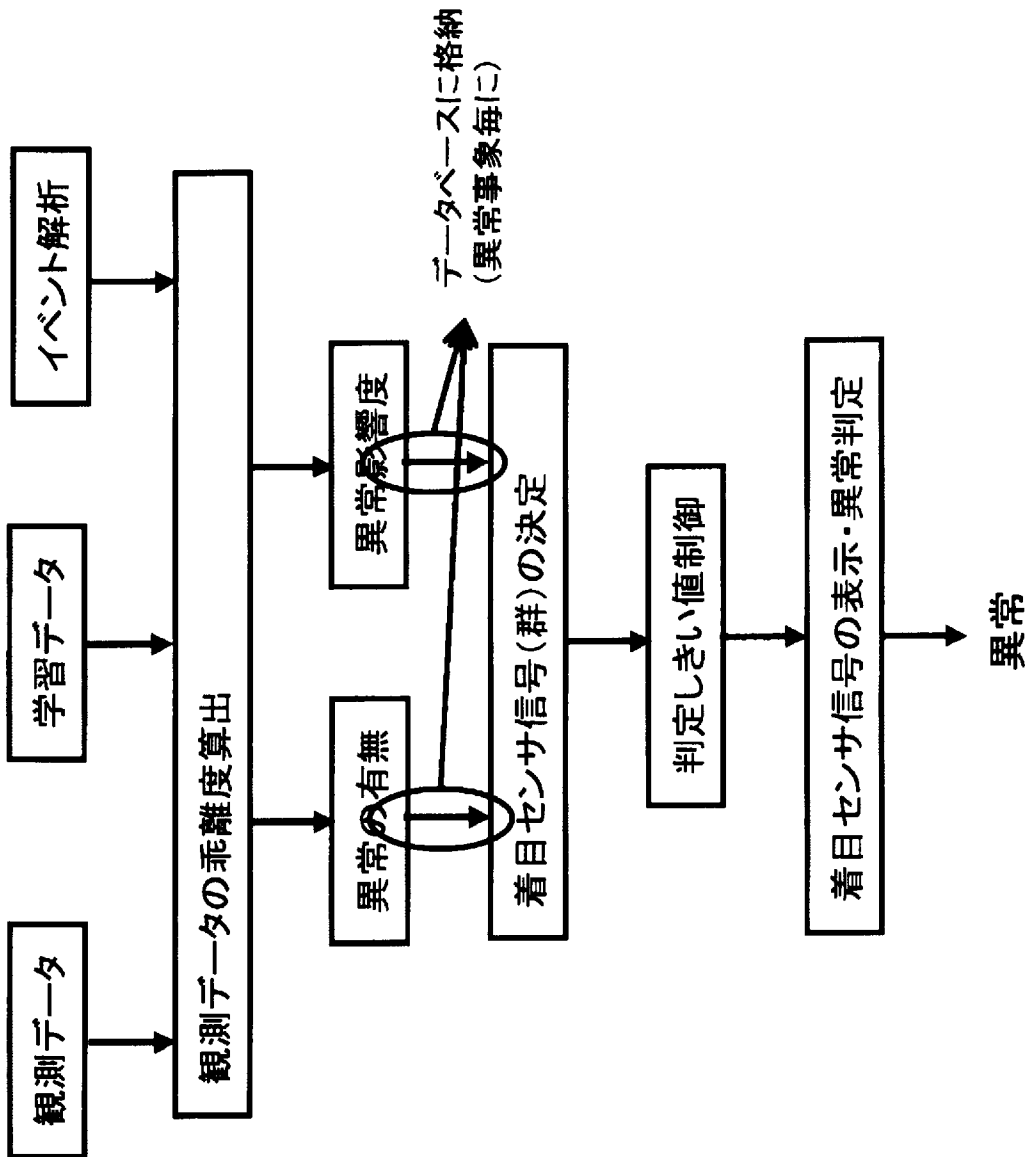 観測データ
学習データ
イベント解析
観測データの乖離度算出
異常の有無
異常影響度
データベースに格納
(異常事象毎に)
着目センサ信号(群)の決定
判定しきい値制御
着目センサ信号の表示・異常判定
異常